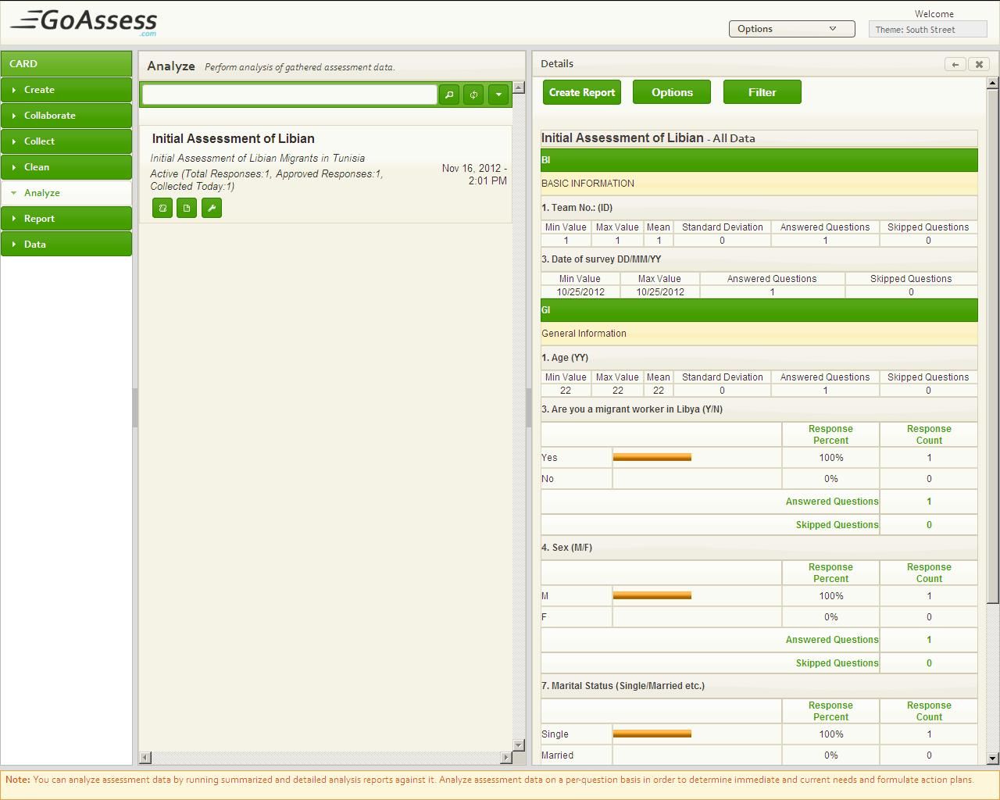 GoAssess
.com
Welcome
Options
Theme: South Street
CARD
Create
Collaborate
Collect
Clean
Analyze
Report
Data
Analyze Perform analysis of gathered assessment data.
Initial Assessment of Libian
Initial Assessment of Libian Migrants in Tunisia
Active (Total Responses:1, Approved Responses:1,
Collected Today:1)
Nov 16, 2012 -
2:01 PM
Details
Create Report Options Filter
Initial Assessment of Libian - All Data
BI
BASIC INFORMATION
1. Team No.: (ID)
Min Value Max Value Mean Standard Deviation Answered Questions Skipped Questions
1 1 1 0 1 0
3. Date of survey DD/MM/YY
Min Value Max Value Answered Questions Skipped Questions
10/25/2012 10/25/2012 1 0
GI
General Information
1. Age (YY)
Min Value Max Value Mean Standard Deviation Answered Questions Skipped Questions
22 22 22 0 1 0
3. Are you a migrant worker in Libya (Y/N)
Response Response
Percent Count
Yes 100% 1
No 0% 0
Answered Questions 1
Skipped Questions 0
4. Sex (M/F)
Response Response
Percent Count
M 100% 1
F 0% 0
Answered Questions 1
Skipped Questions 0
7. Marital Status (Single/Married etc.)
Response Response
Percent Count
Single 100% 1
Married 0% 0
Note: You can analyze assessment data by running summarized and detailed analysis reports against it. Analyze assessment data on a per-question basis in order to determine immediate and current needs and formulate action plans.